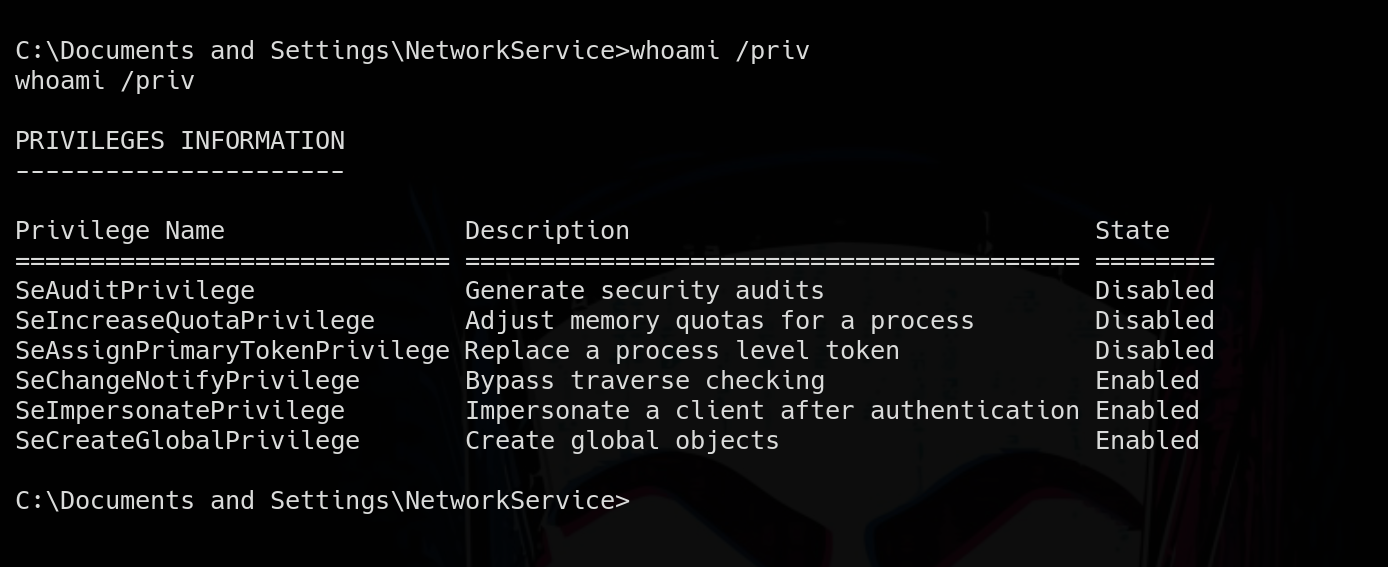 C:\Documents and Settings\NetworkService>whoami /priv
whoami /priv
PRIVILEGES INFORMATION
----------------------
Privilege Name                Description                               State
============================= ========================================= ========
SeAuditPrivilege              Generate security audits                  Disabled
SeIncreaseQuotaPrivilege      Adjust memory quotas for a process        Disabled
SeAssignPrimaryTokenPrivilege Replace a process level token             Disabled
SeChangeNotifyPrivilege       Bypass traverse checking                  Enabled
SeImpersonatePrivilege        Impersonate a client after authentication Enabled
SeCreateGlobalPrivilege       Create global objects                     Enabled
C:\Documents and Settings\NetworkService>